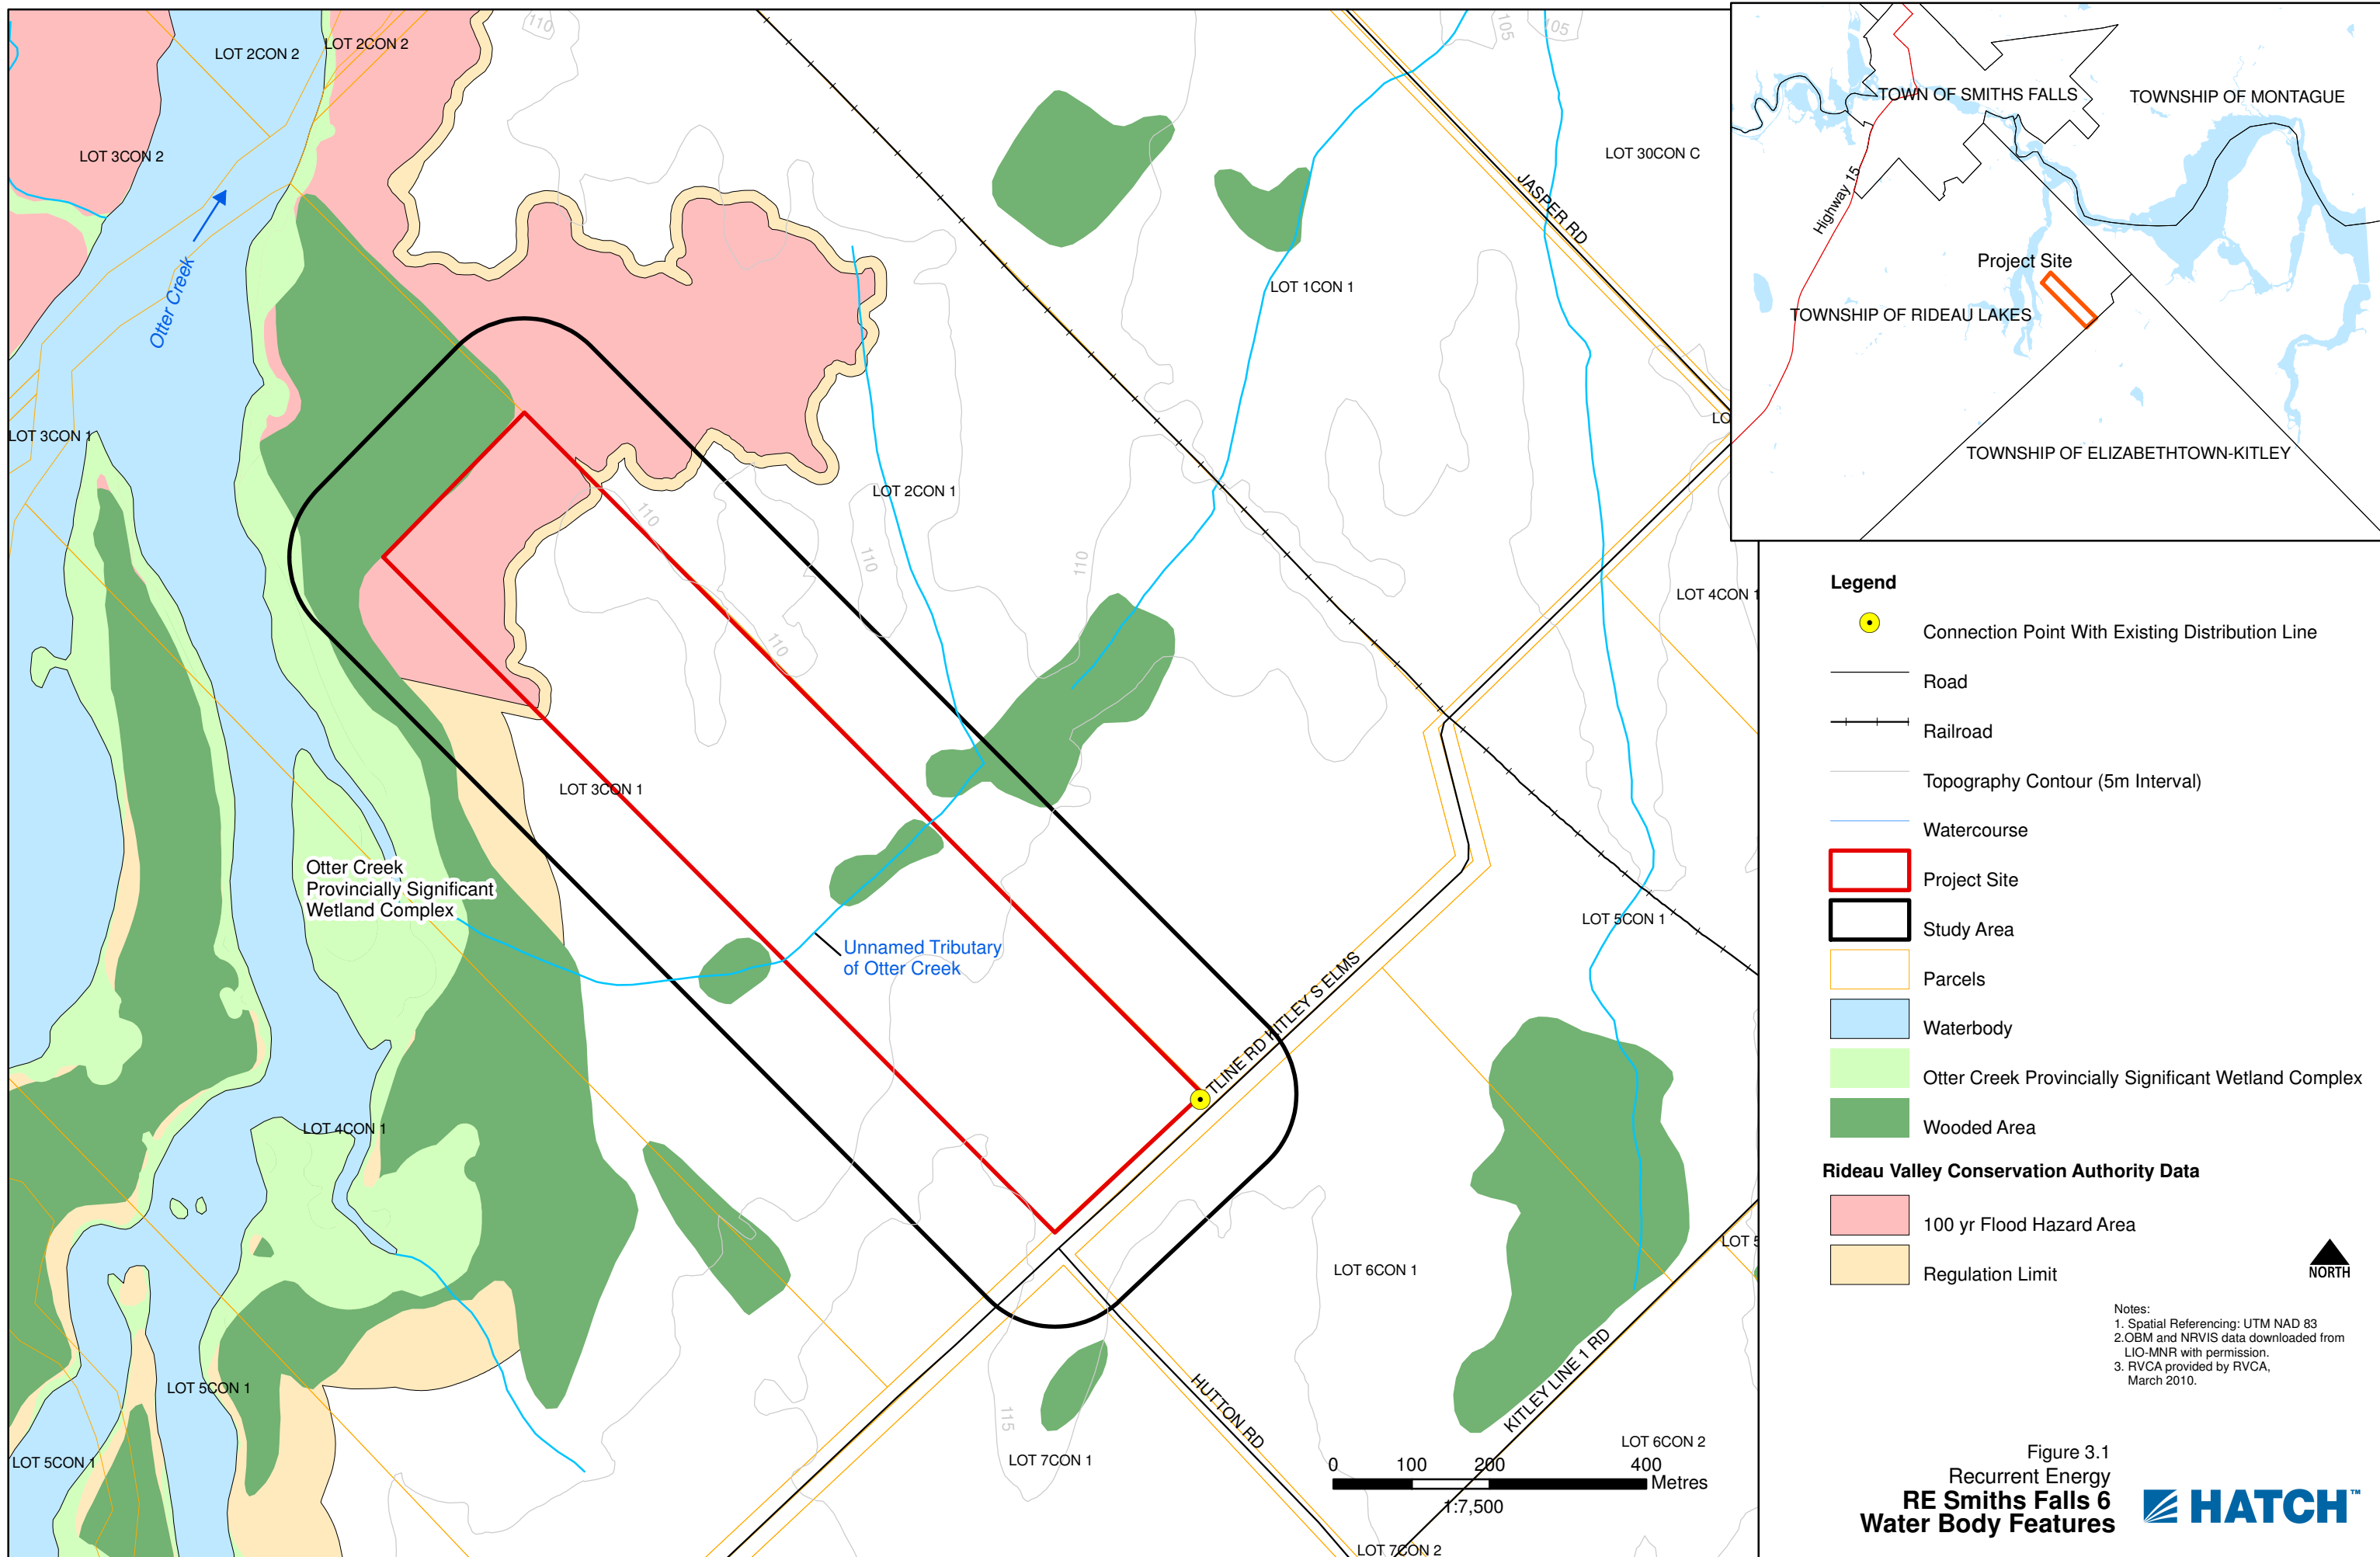 110
105
105
LOT 2CON 2
LOT 2CON 2
LOT 3CON 2
LOT 30CON C
JASPER RD
Otter Creek
LOT 1CON 1
LOT 3CON 1
LO
LOT 2CON 1
110
110
110
110
LOT 4CON 1
LOT 3CON 1
Otter Creek
Provincially Significant
Wetland Complex
Unnamed Tributary
of Otter Creek
LOT 5CON 1
TLINE RD KITLEY S ELMS
LOT 4CON 1
LOT 5
LOT 6CON 1
LOT 5CON 1
HUTTON RD
KITLEY LINE 1 RD
115
LOT 5CON 1
LOT 7CON 1
LOT 6CON 2
0 100 200 400
Metres
1:7,500
LOT 7CON 2
TOWN OF SMITHS FALLS
TOWNSHIP OF MONTAGUE
Highway 15
Project Site
TOWNSHIP OF RIDEAU LAKES
TOWNSHIP OF ELIZABETHTOWN-KITLEY
Legend
Connection Point With Existing Distribution Line
Road
Railroad
Topography Contour (5m Interval)
Watercourse
Project Site
Study Area
Parcels
Waterbody
Otter Creek Provincially Significant Wetland Complex
Wooded Area
Rideau Valley Conservation Authority Data
100 yr Flood Hazard Area
Regulation Limit
NORTH
Notes:
1. Spatial Referencing: UTM NAD 83
2.OBM and NRVIS data downloaded from
LIO-MNR with permission.
3. RVCA provided by RVCA,
March 2010.
Figure 3.1
Recurrent Energy
RE Smiths Falls 6
Water Body Features
HATCH™